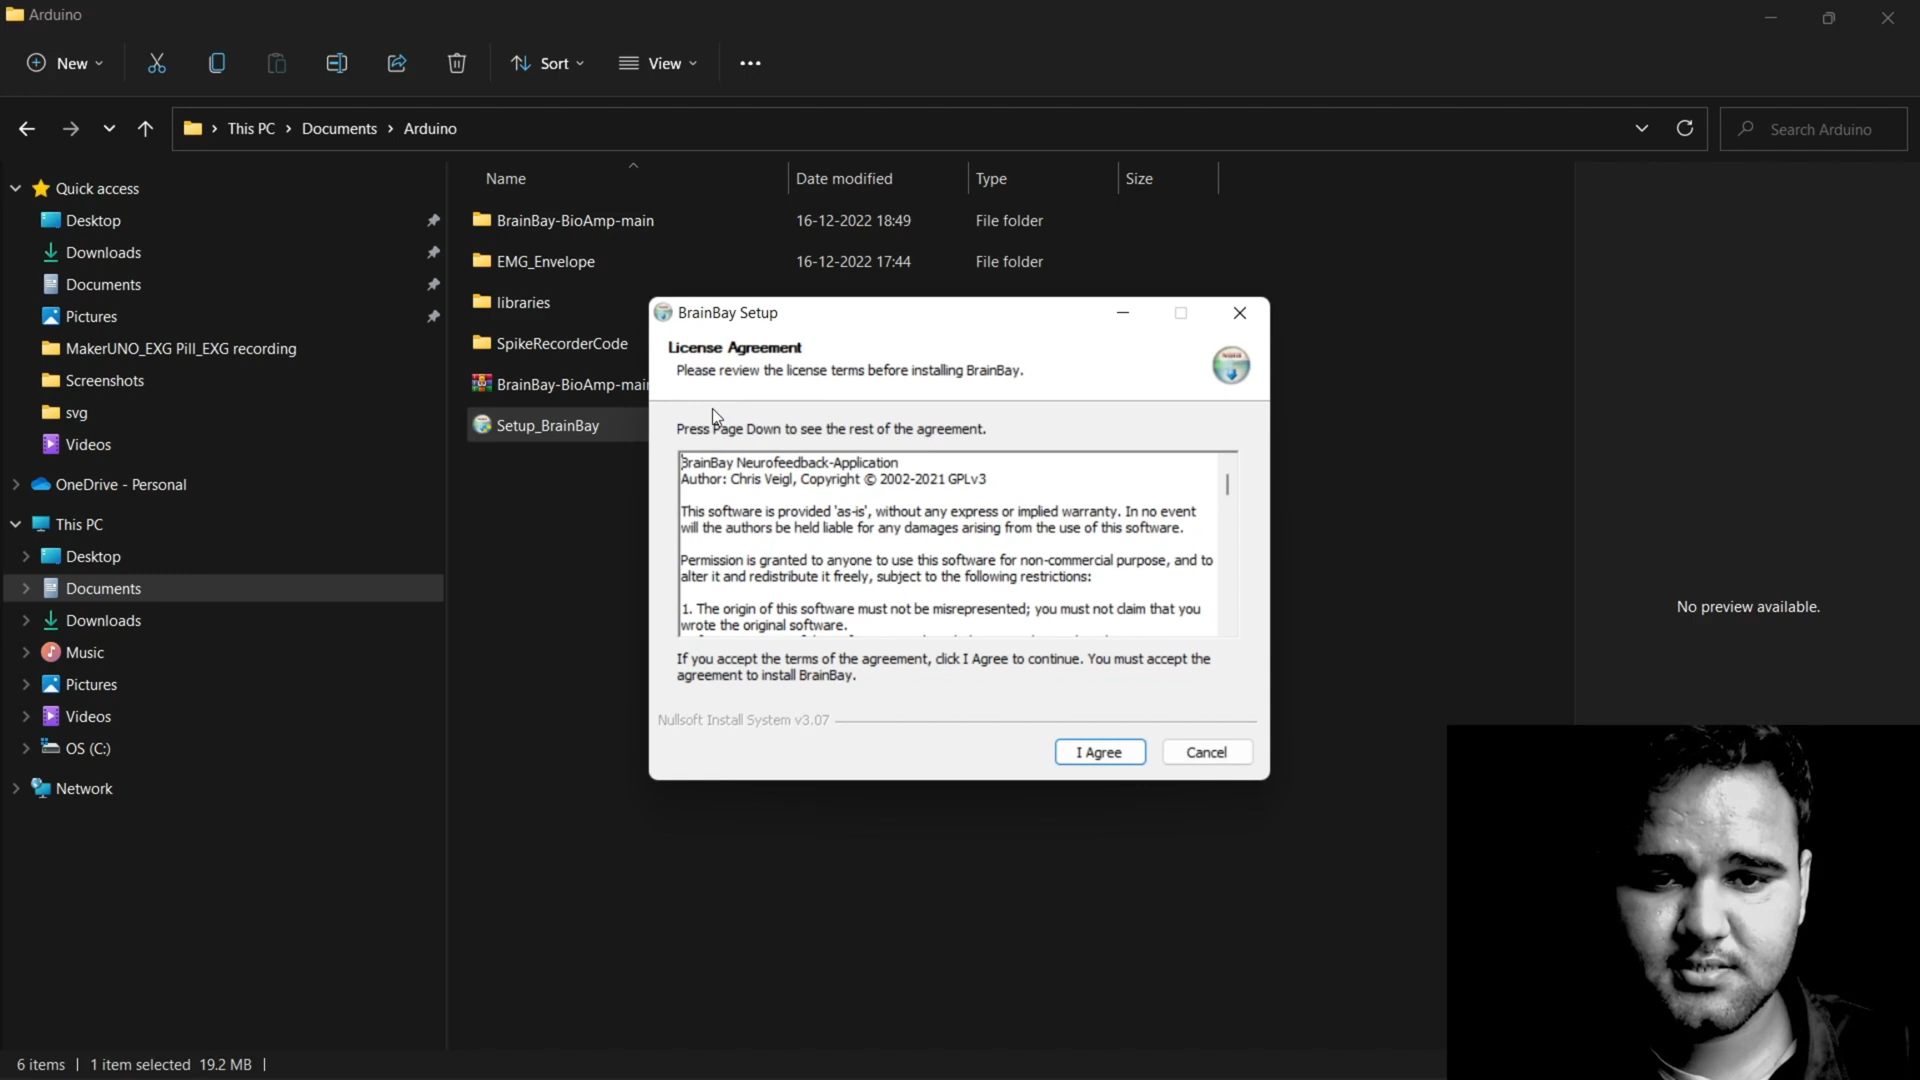 Arduino
New
Sort
View
This PC
Documents
Arduino
Search Arduino
Quick access
Desktop
Downloads
Documents
Pictures
MakerUNO_EXG Pill_EXG recording
Screenshots
svg
Videos
OneDrive - Personal
This PC
Desktop
Documents
Downloads
Music
Pictures
Videos
OS (C:)
Network
Name
Date modified
Type
Size
BrainBay-BioAmp-main 16-12-2022 18:49 File folder
EMG_Envelope 16-12-2022 17:44 File folder
libraries
SpikeRecorderCode
BrainBay-BioAmp-mai
Setup_BrainBay
BrainBay Setup
License Agreement
Please review the license terms before installing BrainBay.
Press Page Down to see the rest of the agreement.
BrainBay Neurofeedback-Application
Author: Chris Veigl, Copyright © 2002-2021 GPLv3
This software is provided 'as-is', without any express or implied warranty. In no event
will the authors be held liable for any damages arising from the use of this software.
Permission is granted to anyone to use this software for non-commercial purpose, and to
alter it and redistribute it freely, subject to the following restrictions:
1. The origin of this software must not be misrepresented; you must not claim that you
wrote the original software.
If you accept the terms of the agreement, click I Agree to continue. You must accept the
agreement to install BrainBay.
Nullsoft Install System v3.07
I Agree
Cancel
No preview available.
6 items
1 item selected 19.2 MB